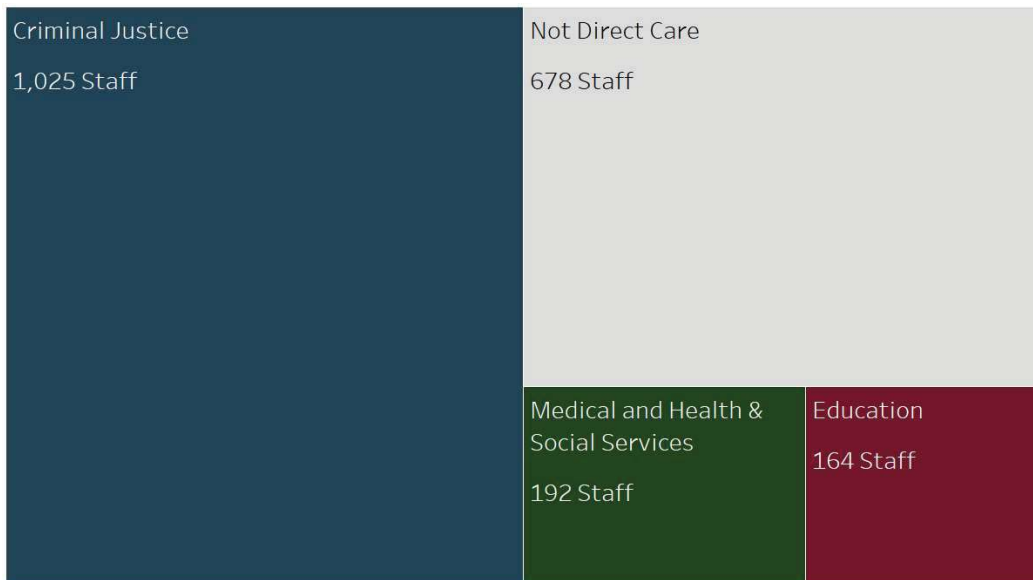 Criminal Justice
1,025 Staff
Not Direct Care
678 Staff
Medical and Health &
Social Services
192 Staff
Education
164 Staff